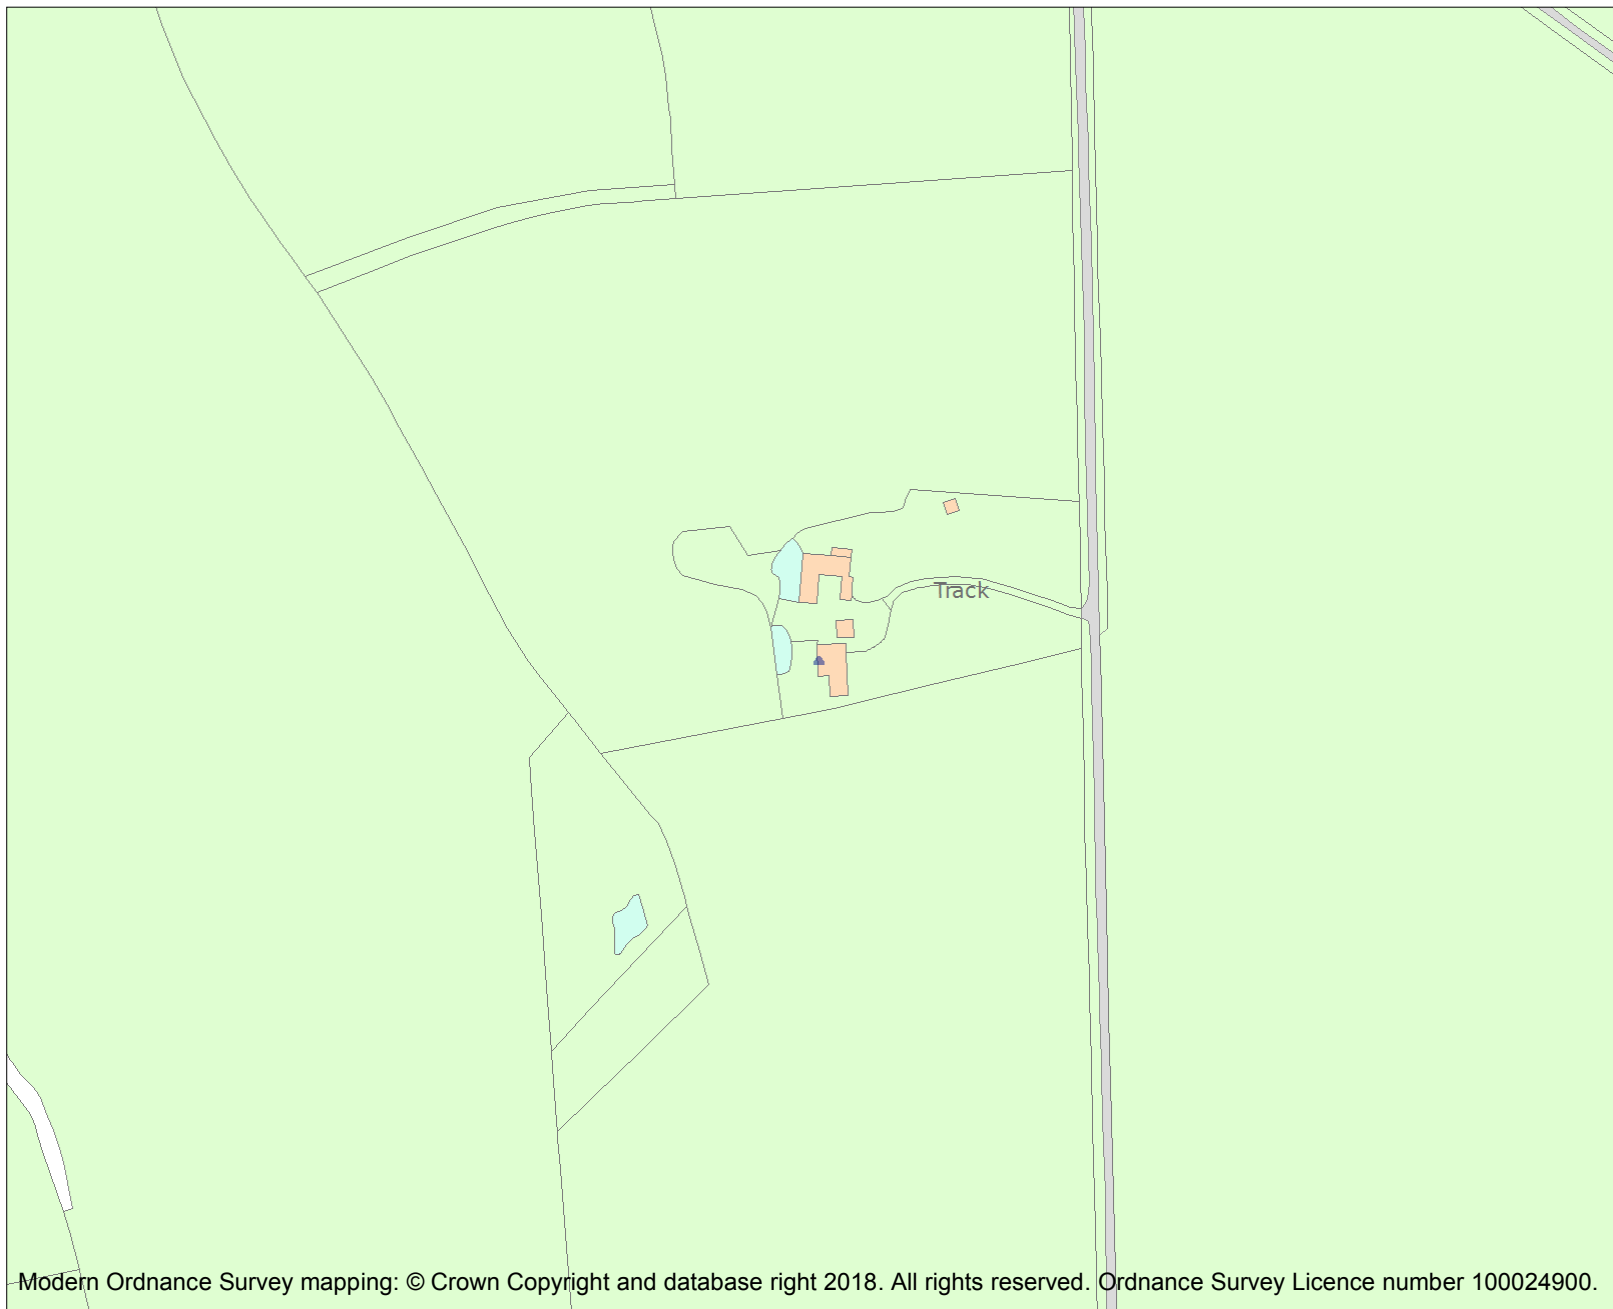 Track
Modern Ordnance Survey mapping: © Crown Copyright and database right 2018. All rights reserved. Ordnance Survey Licence number 100024900.